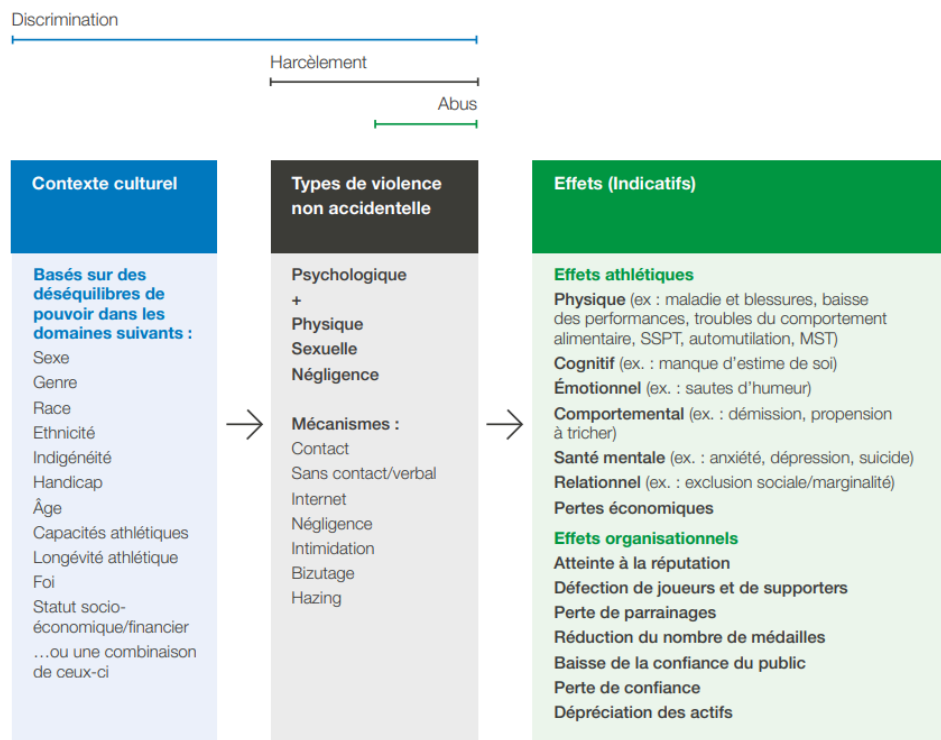 Discrimination
Harcèlement
Abus
Contexte culturel
Basés sur des
déséquilibres de
pouvoir dans les
domaines suivants :
Sexe
Genre
Race
Ethnicité
Indigénéité
Handicap
Âge
Capacités athlétiques
Longévité athlétique
Foi
Statut socio-
économique/financier
…ou une combinaison
de ceux-ci
Types de violence
non accidentelle
Psychologique
+
Physique
Sexuelle
Négligence
Mécanismes :
Contact
Sans contact/verbal
Internet
Négligence
Intimidation
Bizutage
Hazing
Effets (Indicatifs)
Effets athlétiques
Physique (ex : maladie et blessures, baisse
des performances, troubles du comportement
alimentaire, SSPT, automutilation, MST)
Cognitif (ex. : manque d’estime de soi)
Émotionnel (ex. : sautes d’humeur)
Comportemental (ex. : démission, propension
à tricher)
Santé mentale (ex. : anxiété, dépression, suicide)
Relationnel (ex. : exclusion sociale/marginalité)
Pertes économiques
Effets organisationnels
Atteinte à la réputation
Défection de joueurs et de supporters
Perte de parrainages
Réduction du nombre de médailles
Baisse de la confiance du public
Perte de confiance
Dépréciation des actifs